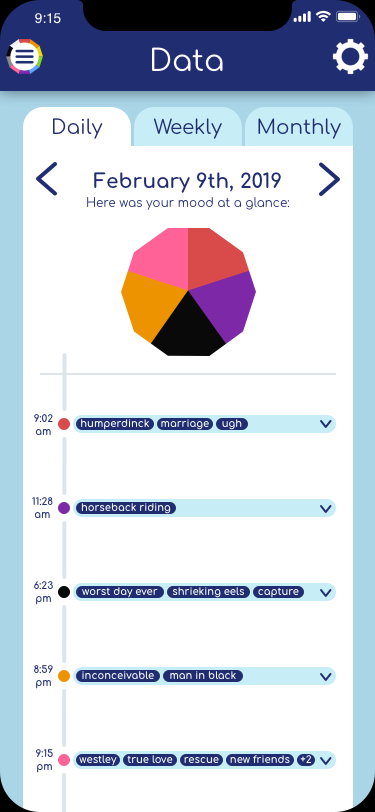 9:15
Data
Daily Weekly Monthly
February 9th, 2019
Here was your mood at a glance:
9:02 am humperdinck marriage ugh
11:28 am horseback riding
6:23 pm worst day ever shrieking eels capture
8:59 pm inconceivable man in black
9:15 pm westley true love rescue new friends +2